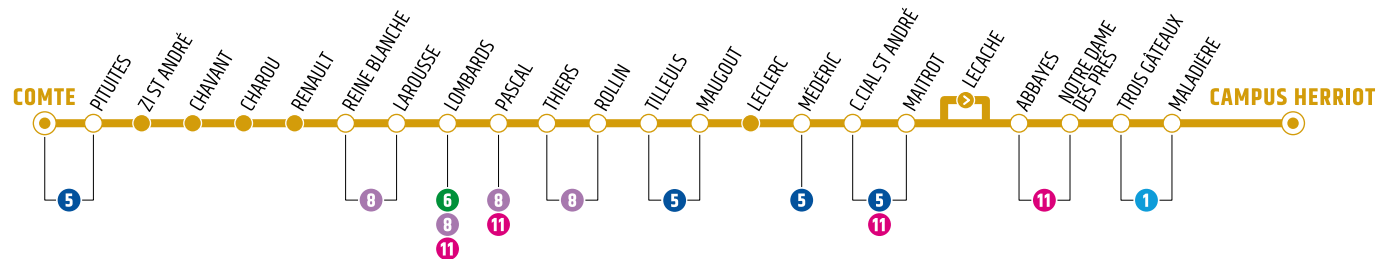 COMTE
PITUITES
ZI ST ANDRÉ
CHAVANT
CHAROU
RENAULT
REINE BLANCHE
LAROUSSE
LOMBARDS
PASCAL
THIERS
ROLLIN
TILLEULS
MAUGOUT
LECLERC
MÉDÉRIC
C.CIAL ST ANDRÉ
MATROT
LECACHE
ABBAYES
NOTRE DAME
DES PRÉS
TROIS GÂTEAUX
MALADIÈRE
CAMPUS HERRIOT
5
8
6
8
11
8
11
8
5
5
5
11
11
1